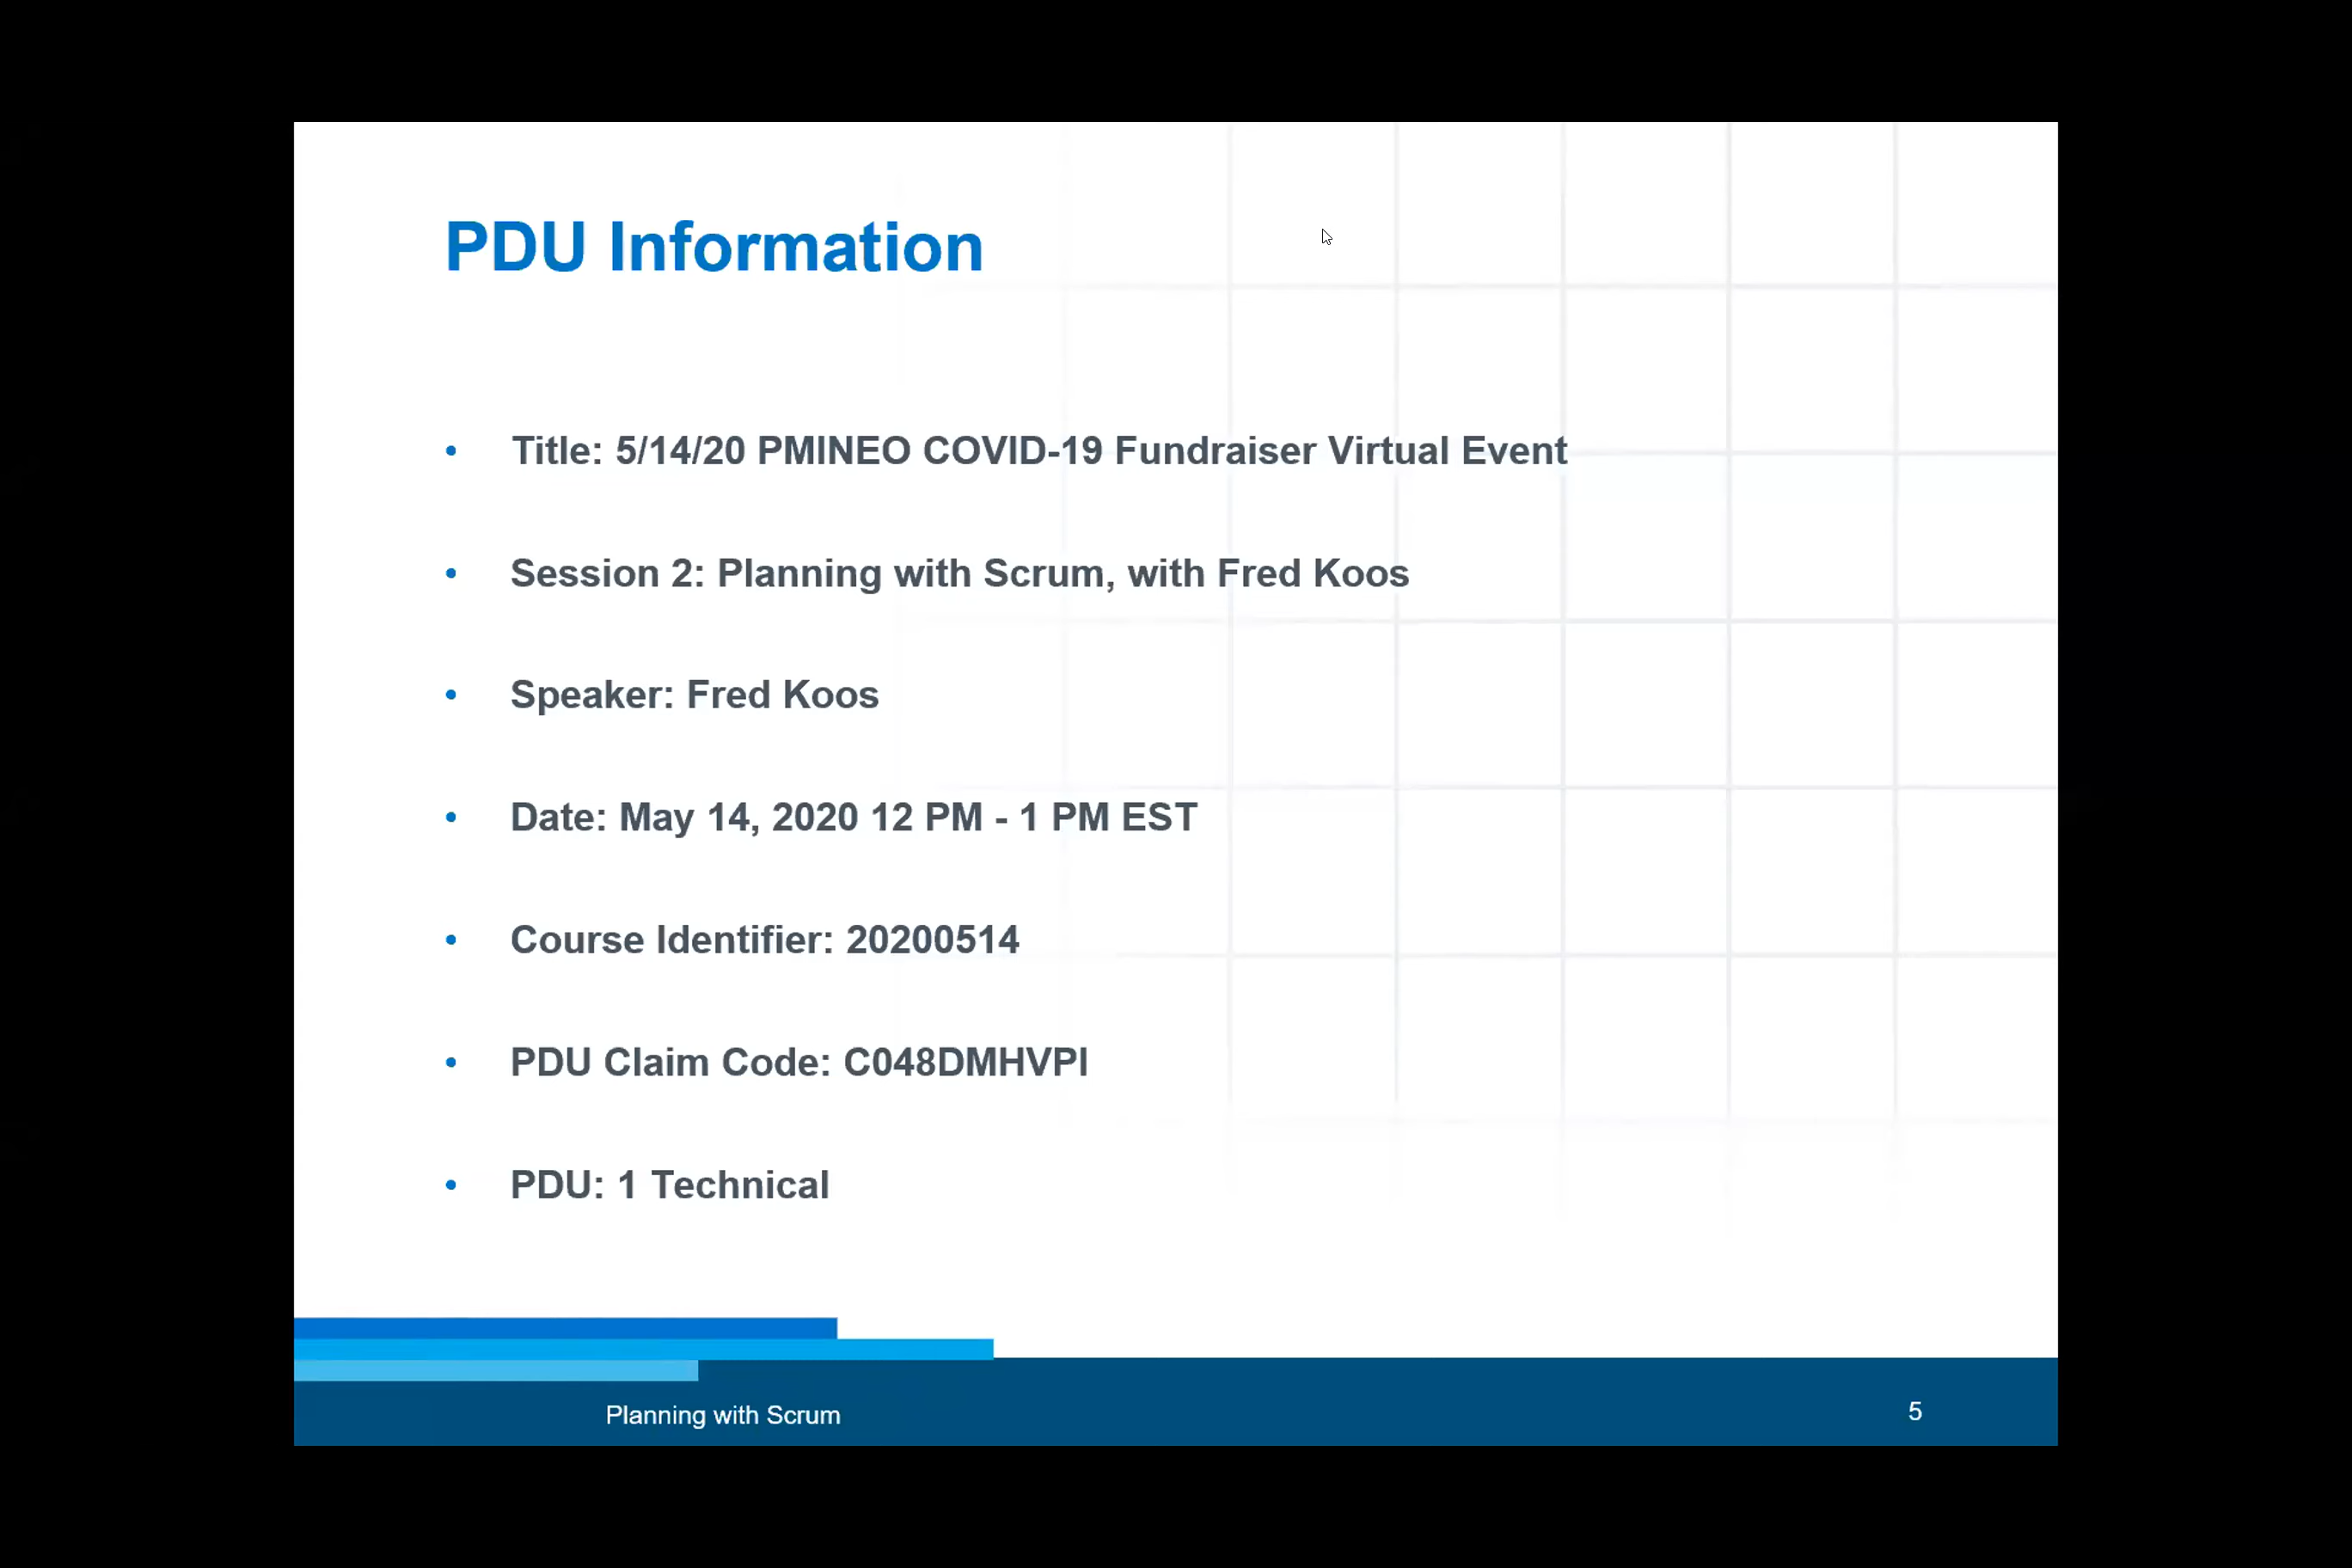 PDU Information
• Title: 5/14/20 PMINEO COVID-19 Fundraiser Virtual Event
• Session 2: Planning with Scrum, with Fred Koos
• Speaker: Fred Koos
• Date: May 14, 2020 12 PM - 1 PM EST
• Course Identifier: 20200514
• PDU Claim Code: C048DMHVPI
• PDU: 1 Technical
Planning with Scrum
5